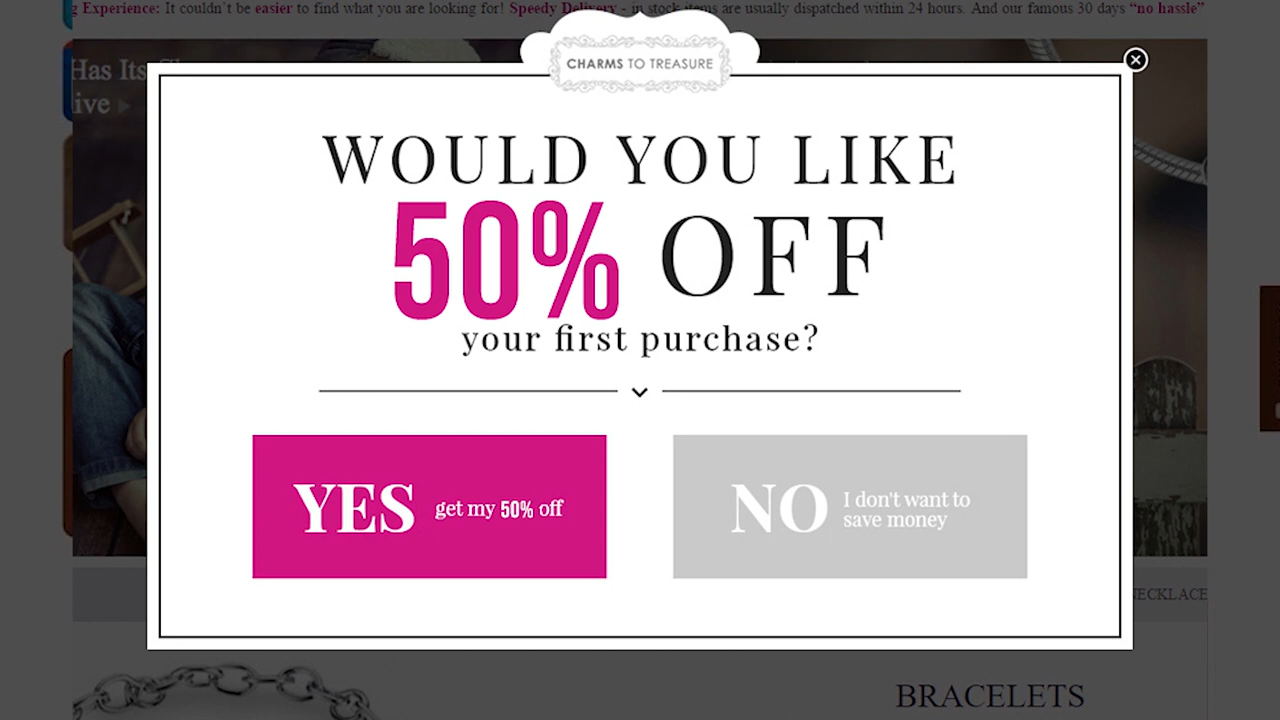 g Experience: It couldn't be easier to find what you are looking for! Speedy Delivery - in stock items are usually dispatched within 24 hours. And our famous 30 days “no hassle”
CHARMS TO TREASURE
Has Its
ive
WOULD YOU LIKE
50% OFF
your first purchase?
YES get my 50% off
NO I don't want to
save money
NECKLACE
BRACELETS